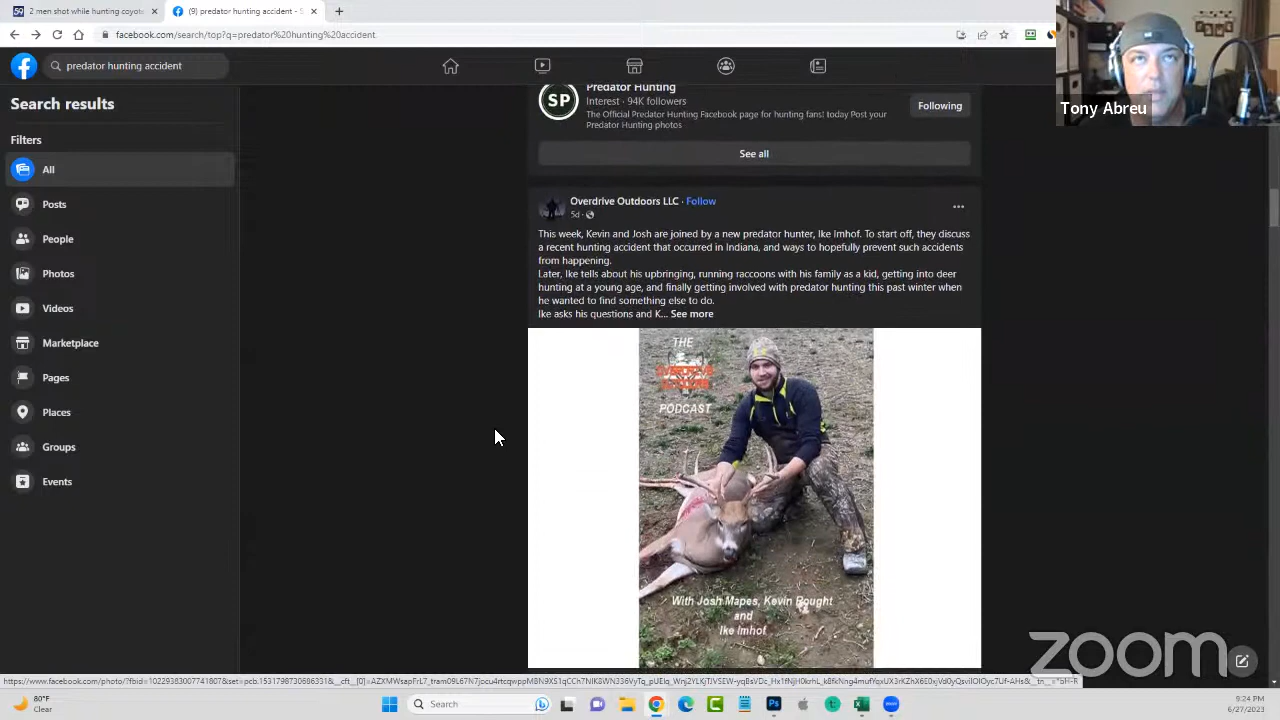 2 men shot while hunting coyot
(9) predator hunting accident - S
facebook.com/search/top?q=predator%20hunting%20accident
predator hunting accident
Tony Abreu
Search results
Filters
All
Posts
People
Photos
Videos
Marketplace
Pages
Places
Groups
Events
SP
Predator Hunting
Interest · 94K followers
The Official Predator Hunting Facebook page for hunting fans! today Post your
Predator Hunting photos
Following
See all
Overdrive Outdoors LLC · Follow
5d ·
This week, Kevin and Josh are joined by a new predator hunter, Ike Imhof. To start off, they discuss
a recent hunting accident that occurred in Indiana, and ways to hopefully prevent such accidents
from happening.
Later, Ike tells about his upbringing, running raccoons with his family as a kid, getting into deer
hunting at a young age, and finally getting involved with predator hunting this past winter when
he wanted to find something else to do.
Ike asks his questions and K... See more
THE
OVERDRIVE
OUTDOORS
PODCAST
With Josh Mapes, Kevin Rought
and
Ike Imhof
zoom
80°F
Clear
Search
9:24 PM
6/27/2023